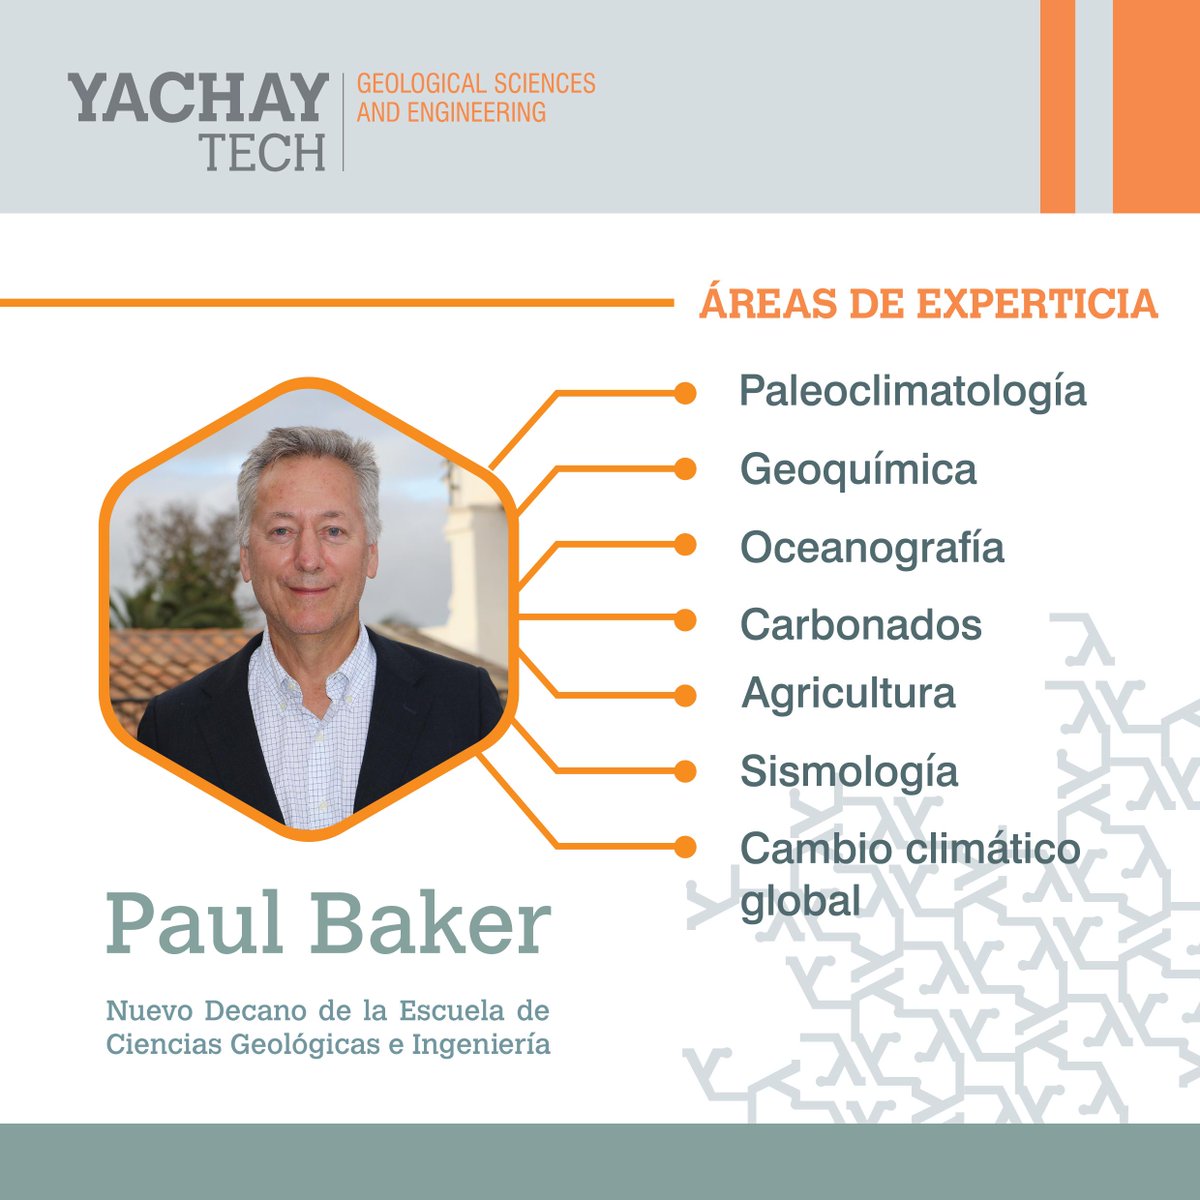 YACHAY
TECH
GEOLOGICAL SCIENCES
AND ENGINEERING
ÁREAS DE EXPERTICIA
Paleoclimatología
Geoquímica
Oceanografía
Carbonados
Agricultura
Sismología
Cambio climático
global
Paul Baker
Nuevo Decano de la Escuela de
Ciencias Geológicas e Ingeniería